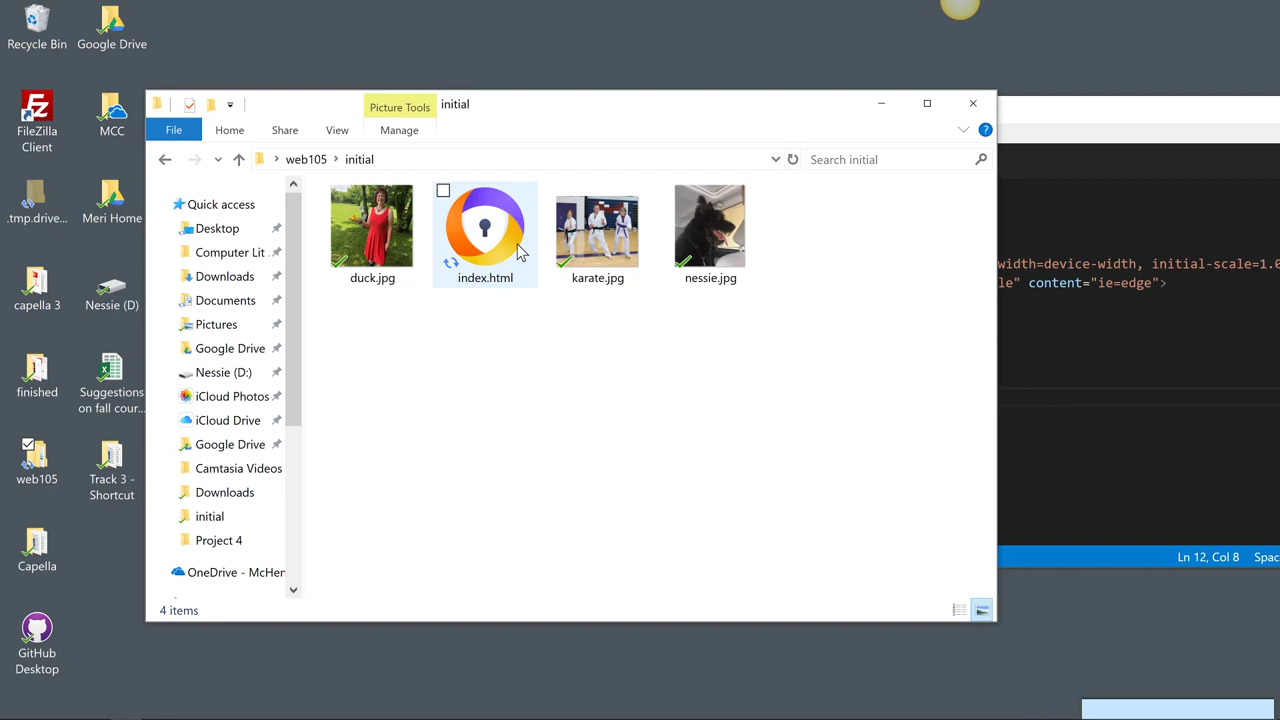 Recycle Bin
Google Drive
FileZilla
Client
MCC
.tmp.drive...
Meri Home
capella 3
Nessie (D)
finished
Suggestions
on fall cour...
web105
Track 3 -
Shortcut
Capella
GitHub
Desktop
Picture Tools
initial
File
Home
Share
View
Manage
web105
initial
Search initial
Quick access
Desktop
Computer Lit
Downloads
Documents
Pictures
Google Drive
Nessie (D:)
iCloud Photos
iCloud Drive
Google Drive
Camtasia Videos
Downloads
initial
Project 4
OneDrive - McHen
duck.jpg
index.html
karate.jpg
nessie.jpg
4 items
width=device-width, initial-scale=1.0
le" content="ie=edge">
Ln 12, Col 8
Spac